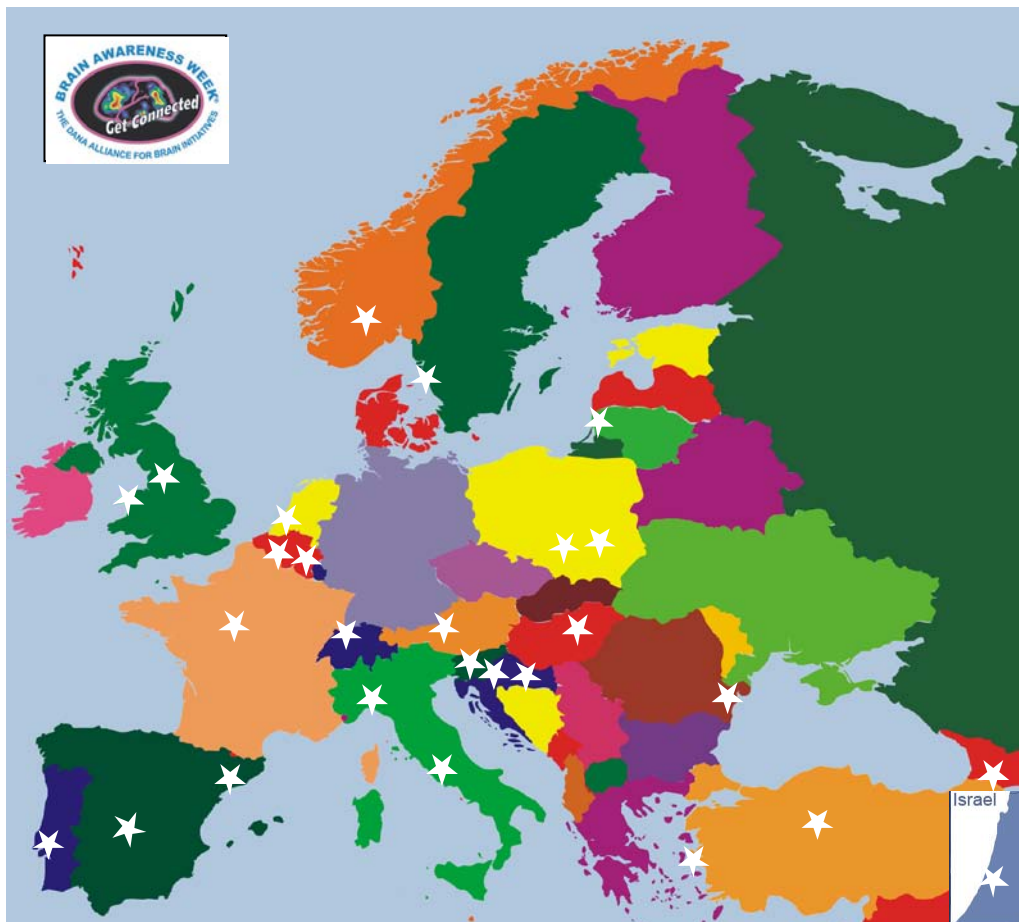 BRAIN AWARENESS WEEK®
Get Connected
THE DANA ALLIANCE FOR BRAIN INITIATIVES
Israel